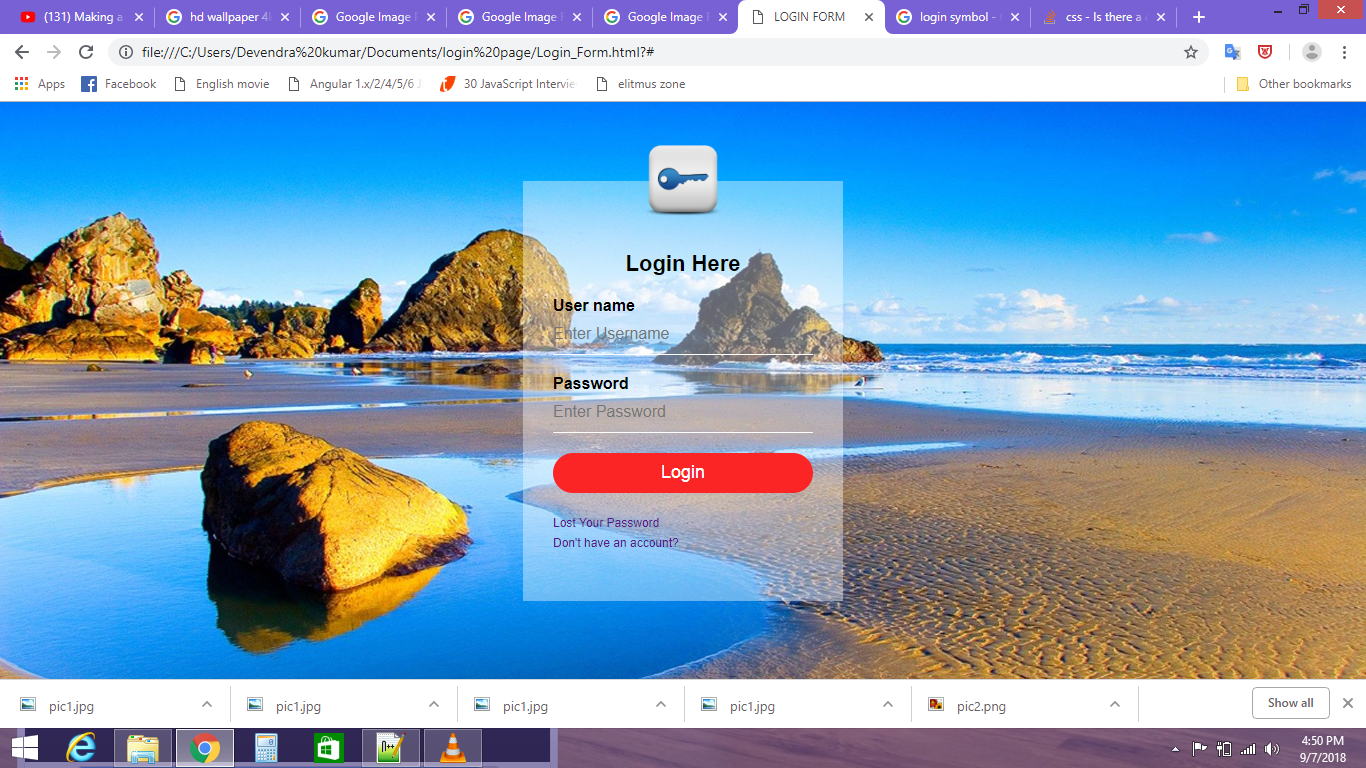 (131) Making a
hd wallpaper 4
Google Image
Google Image
Google Image
LOGIN FORM
login symbol -
css - Is there a
file:///C:/Users/Devendra%20kumar/Documents/login%20page/Login_Form.html?#
Apps
Facebook
English movie
Angular 1.x/2/4/5/6
30 JavaScript Intervie
elitmus zone
Other bookmarks
Login Here
User name
Enter Username
Password
Enter Password
Login
Lost Your Password
Don't have an account?
pic1.jpg
pic1.jpg
pic1.jpg
pic1.jpg
pic2.png
Show all
4:50 PM
9/7/2018